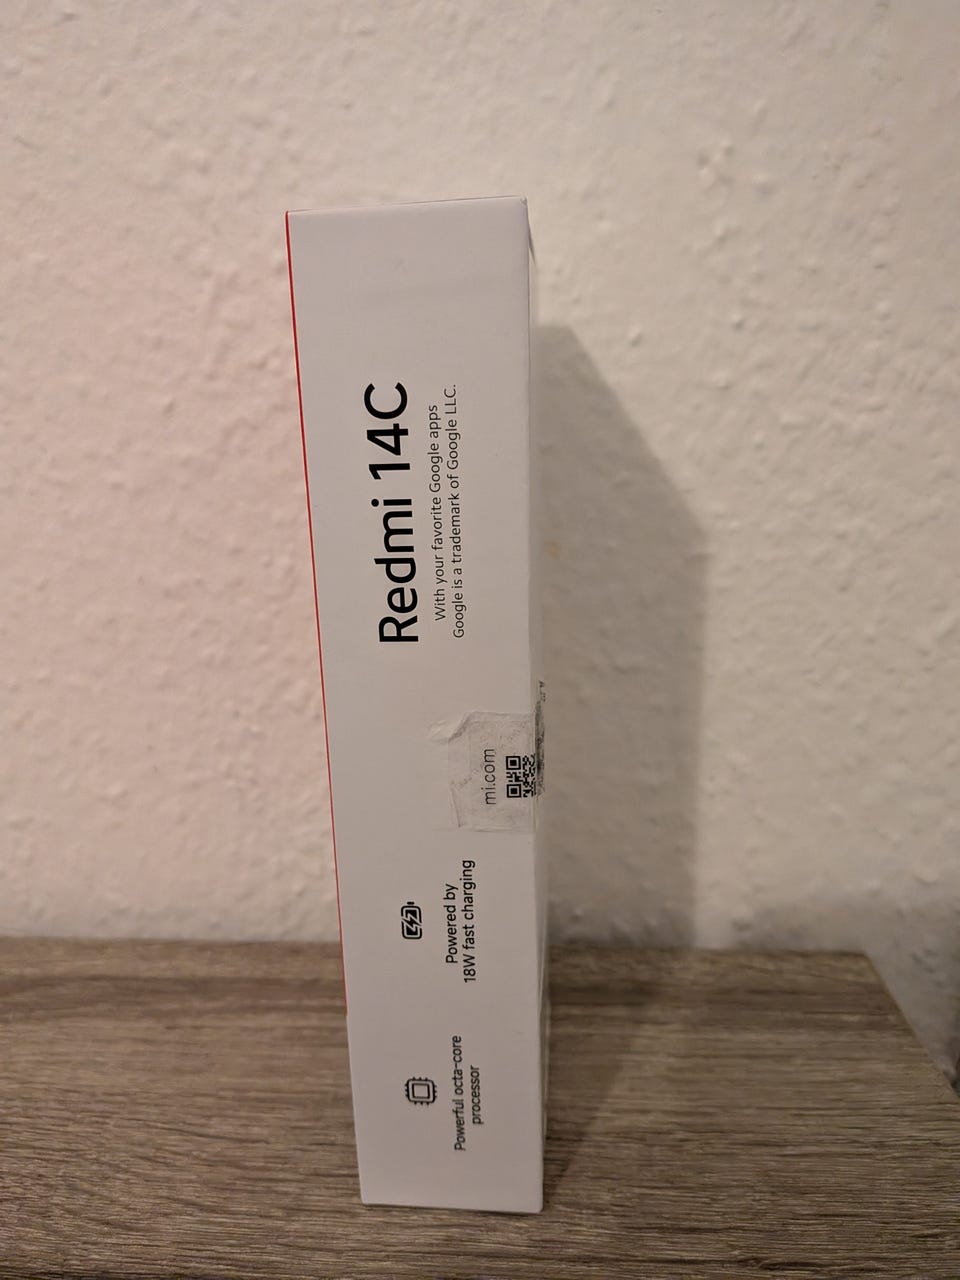 Redmi 14C
With your favorite Google apps
Google is a trademark of Google LLC.
mi.com
Powered by
18W fast charging
Powerful octa-core
processor